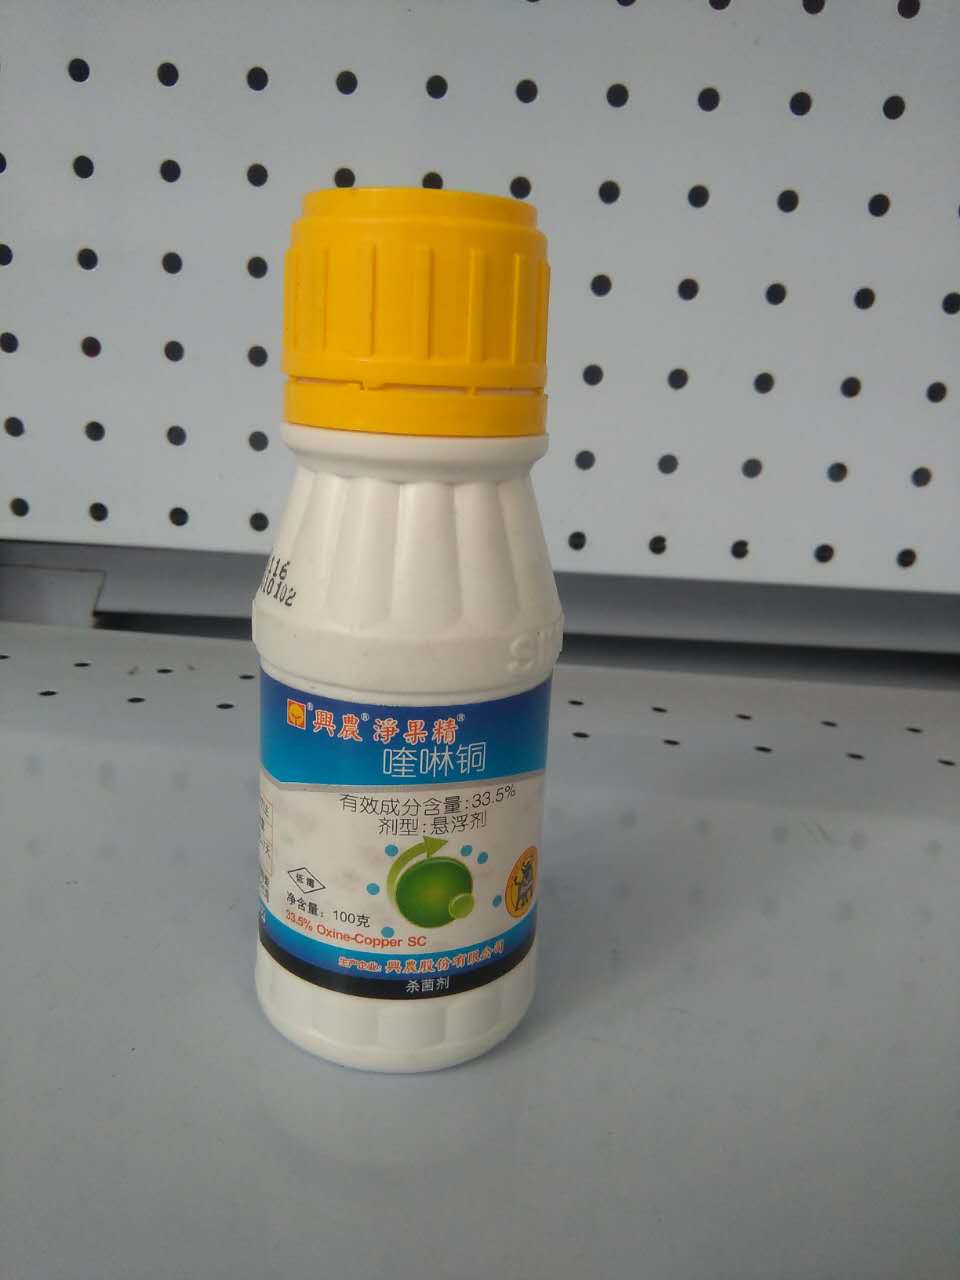 116
10102
SIN
興農® 淨果精®
喹啉铜
有效成分含量:33.5%
剂型:悬浮剂
低毒
净含量: 100克
33.5% Oxine-Copper SC
生产企业: 興農股份有限公司
杀菌剂